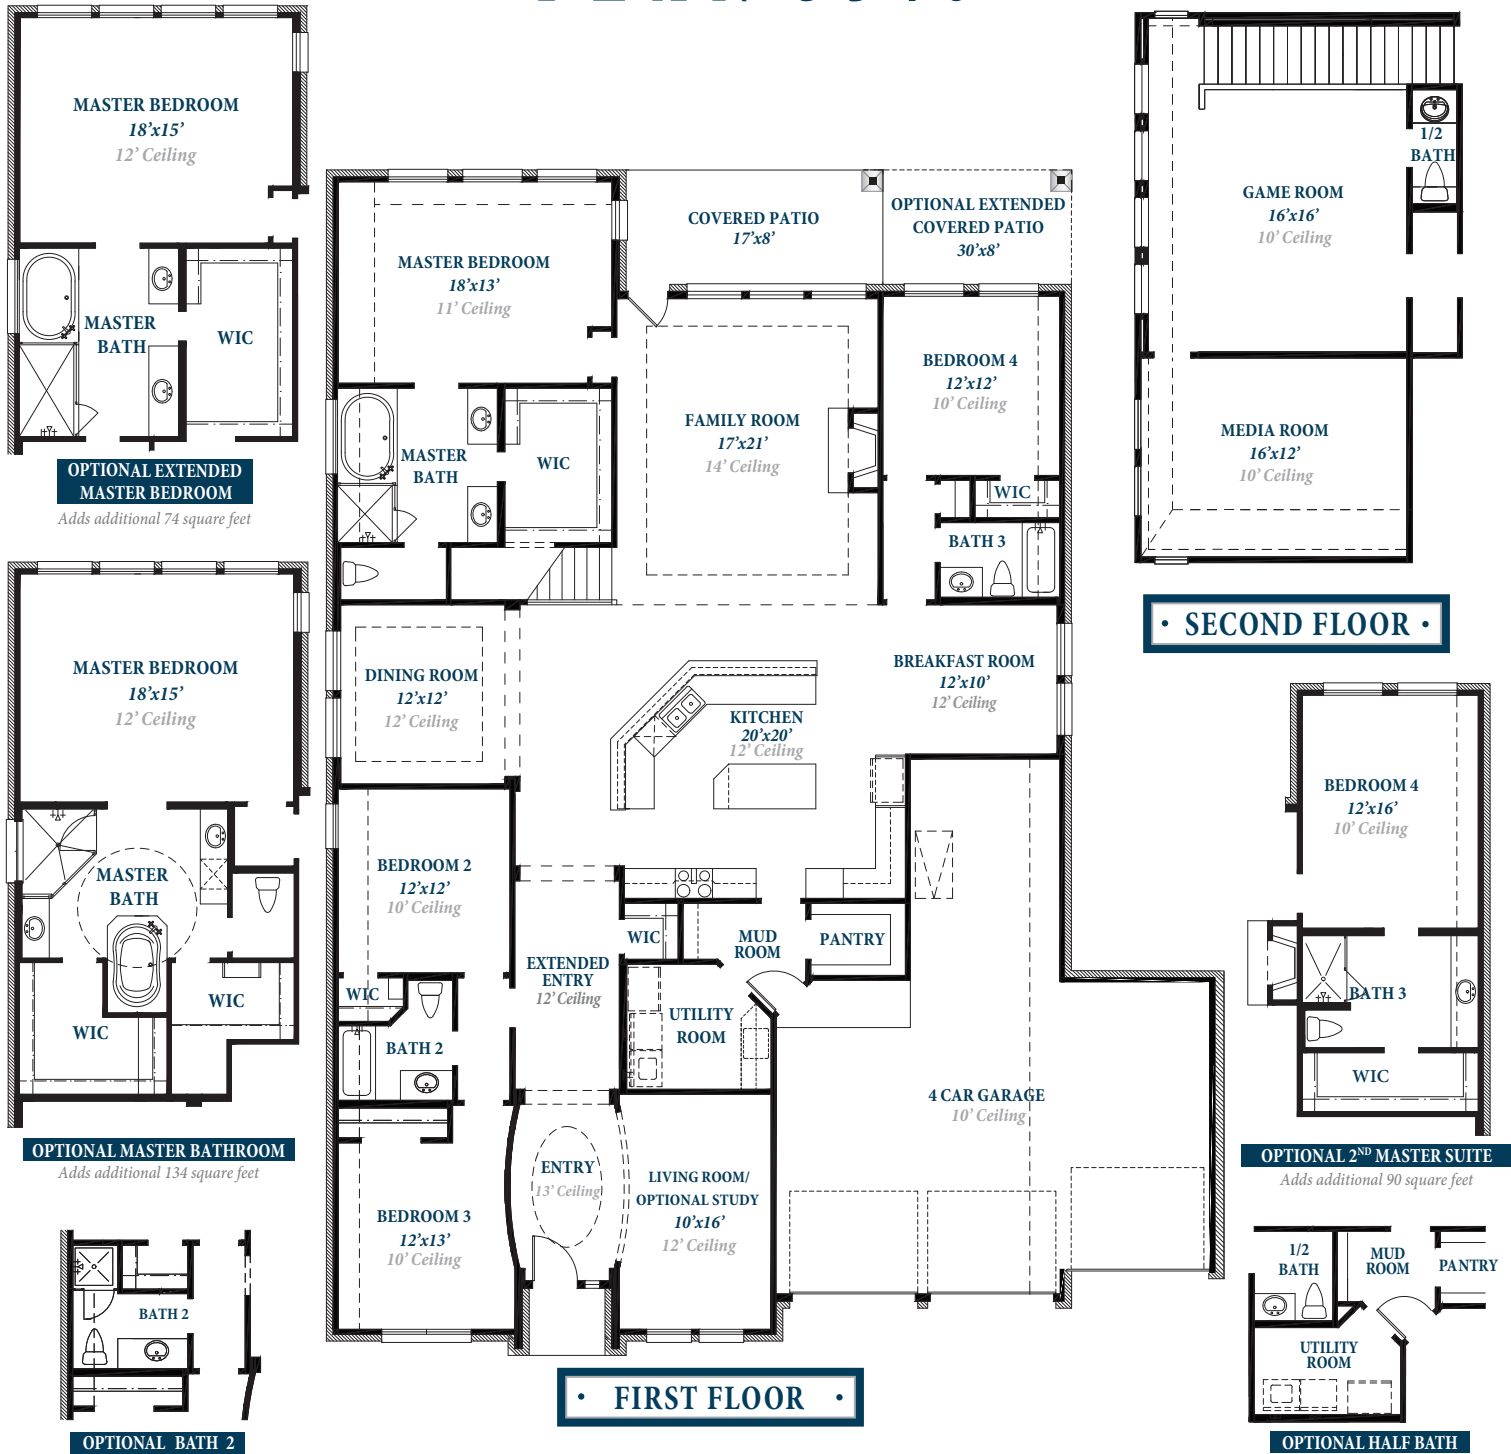 MASTER BEDROOM
18'x15'
12' Ceiling
MASTER
BATH
WIC
OPTIONAL EXTENDED
MASTER BEDROOM
Adds additional 74 square feet
MASTER BEDROOM
18'x15'
12' Ceiling
MASTER
BATH
WIC
WIC
OPTIONAL MASTER BATHROOM
Adds additional 134 square feet
BATH 2
OPTIONAL BATH 2
MASTER BEDROOM
18'x13'
11' Ceiling
COVERED PATIO
17'x8'
OPTIONAL EXTENDED
COVERED PATIO
30'x8'
MASTER
BATH
WIC
FAMILY ROOM
17'x21'
14' Ceiling
BEDROOM 4
12'x12'
10' Ceiling
WIC
BATH 3
DINING ROOM
12'x12'
12' Ceiling
KITCHEN
20'x20'
12' Ceiling
BREAKFAST ROOM
12'x10'
12' Ceiling
BEDROOM 2
12'x12'
10' Ceiling
WIC
BATH 2
EXTENDED
ENTRY
12' Ceiling
WIC
MUD
ROOM
PANTRY
UTILITY
ROOM
4 CAR GARAGE
10' Ceiling
BEDROOM 3
12'x13'
10' Ceiling
ENTRY
13' Ceiling
LIVING ROOM/
OPTIONAL STUDY
10'x16'
12' Ceiling
• FIRST FLOOR •
1/2
BATH
GAME ROOM
16'x16'
10' Ceiling
MEDIA ROOM
16'x12'
10' Ceiling
• SECOND FLOOR •
BEDROOM 4
12'x16'
10' Ceiling
BATH 3
WIC
OPTIONAL 2ND MASTER SUITE
Adds additional 90 square feet
1/2
BATH
MUD
ROOM
PANTRY
UTILITY
ROOM
OPTIONAL HALF BATH